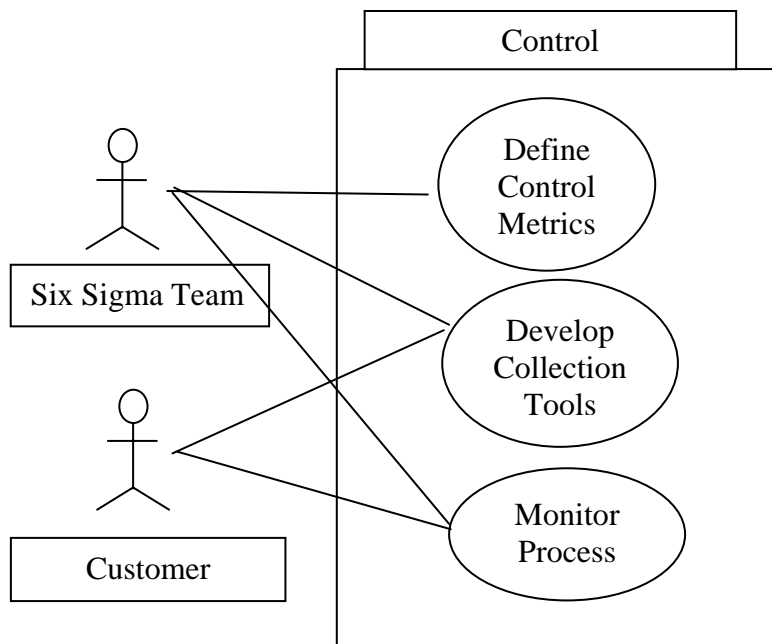 Control
Define
Control
Metrics
Six Sigma Team
Develop
Collection
Tools
Customer
Monitor
Process